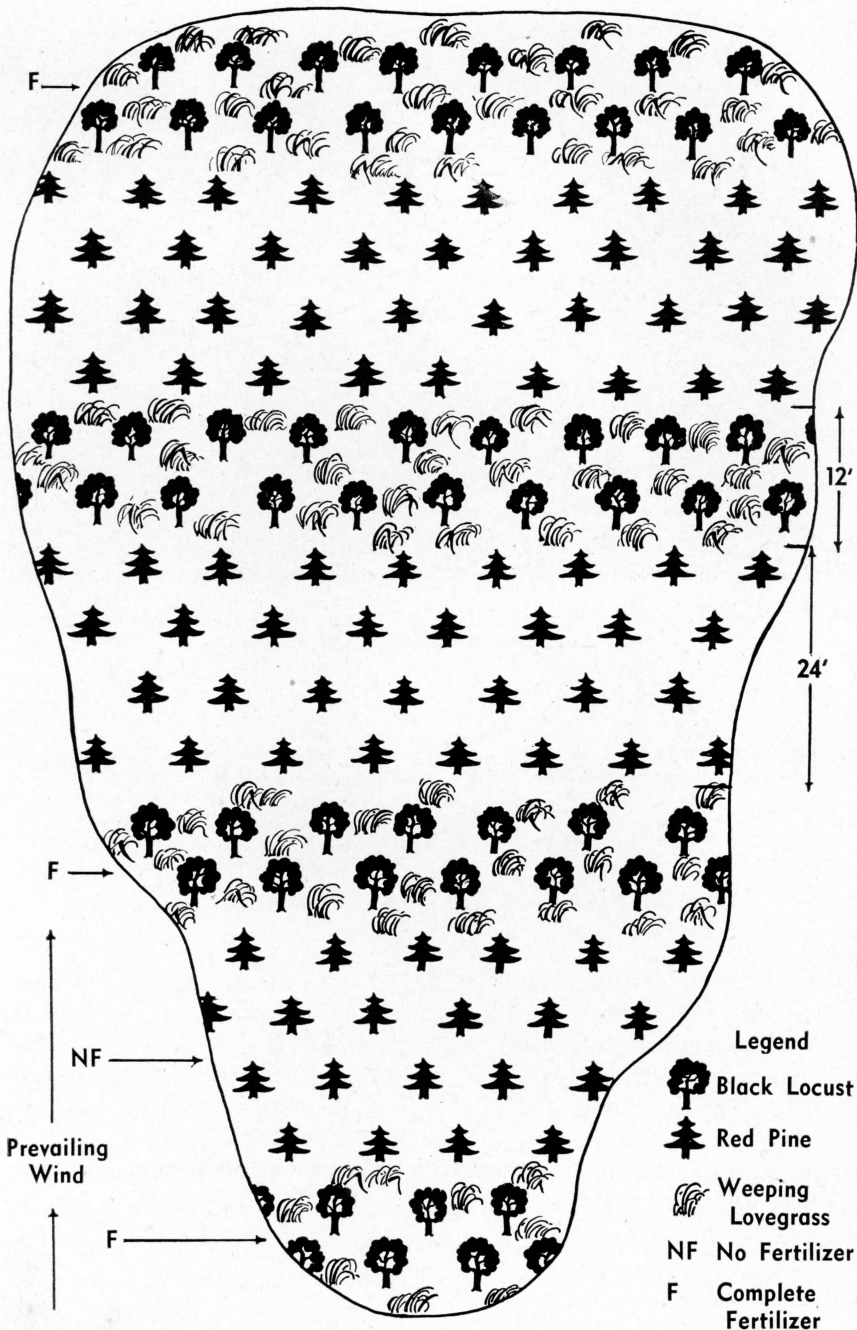 F
12'
24'
F
NF
Prevailing
Wind
F
Legend
Black Locust
Red Pine
Weeping
Lovegrass
NF No Fertilizer
F Complete
Fertilizer